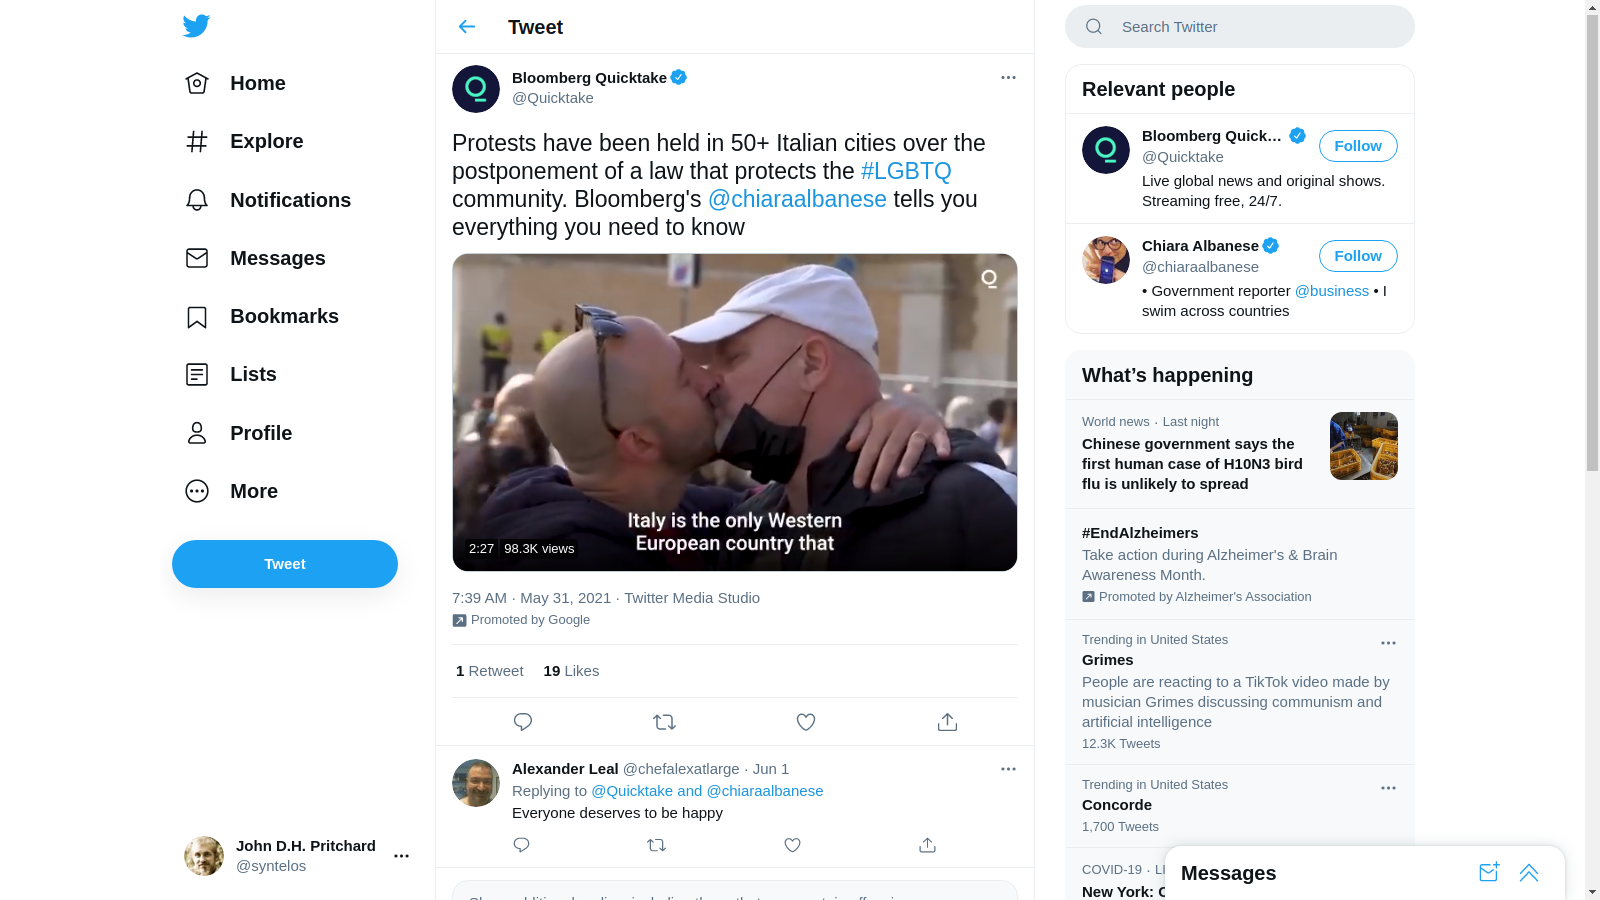 Home
Explore
Notifications
Messages
Bookmarks
Lists
Profile
More
Tweet
John D.H. Pritchard
@syntelos
Tweet
Bloomberg Quicktake
@Quicktake
Protests have been held in 50+ Italian cities over the
postponement of a law that protects the #LGBTQ
community. Bloomberg's @chiaraalbanese tells you
everything you need to know
Italy is the only Western
European country that
2:27 98.3K views
7:39 AM · May 31, 2021 · Twitter Media Studio
Promoted by Google
1 Retweet 19 Likes
Alexander Leal @chefalexatlarge · Jun 1
Replying to @Quicktake and @chiaraalbanese
Everyone deserves to be happy
Search Twitter
Relevant people
Bloomberg Quick...
@Quicktake
Follow
Live global news and original shows.
Streaming free, 24/7.
Chiara Albanese
@chiaraalbanese
Follow
• Government reporter @business • I
swim across countries
What's happening
World news · Last night
Chinese government says the
first human case of H10N3 bird
flu is unlikely to spread
#EndAlzheimers
Take action during Alzheimer's & Brain
Awareness Month.
Promoted by Alzheimer's Association
Trending in United States
Grimes
People are reacting to a TikTok video made by
musician Grimes discussing communism and
artificial intelligence
12.3K Tweets
Trending in United States
Concorde
1,700 Tweets
COVID-19 ·
New York:
Messages